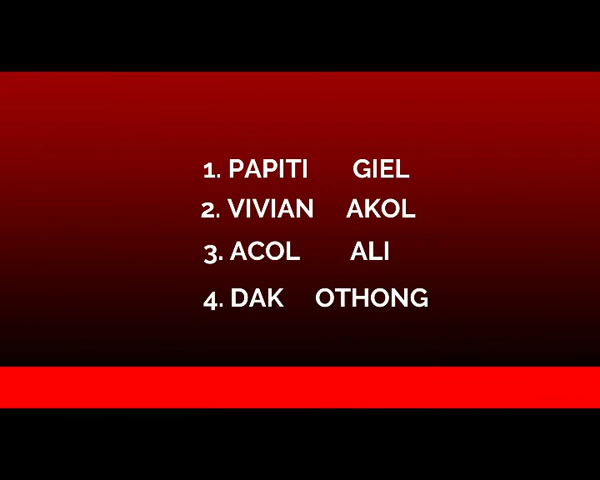 1. PAPITI GIEL
2. VIVIAN AKOL
3. ACOL ALI
4. DAK OTHONG